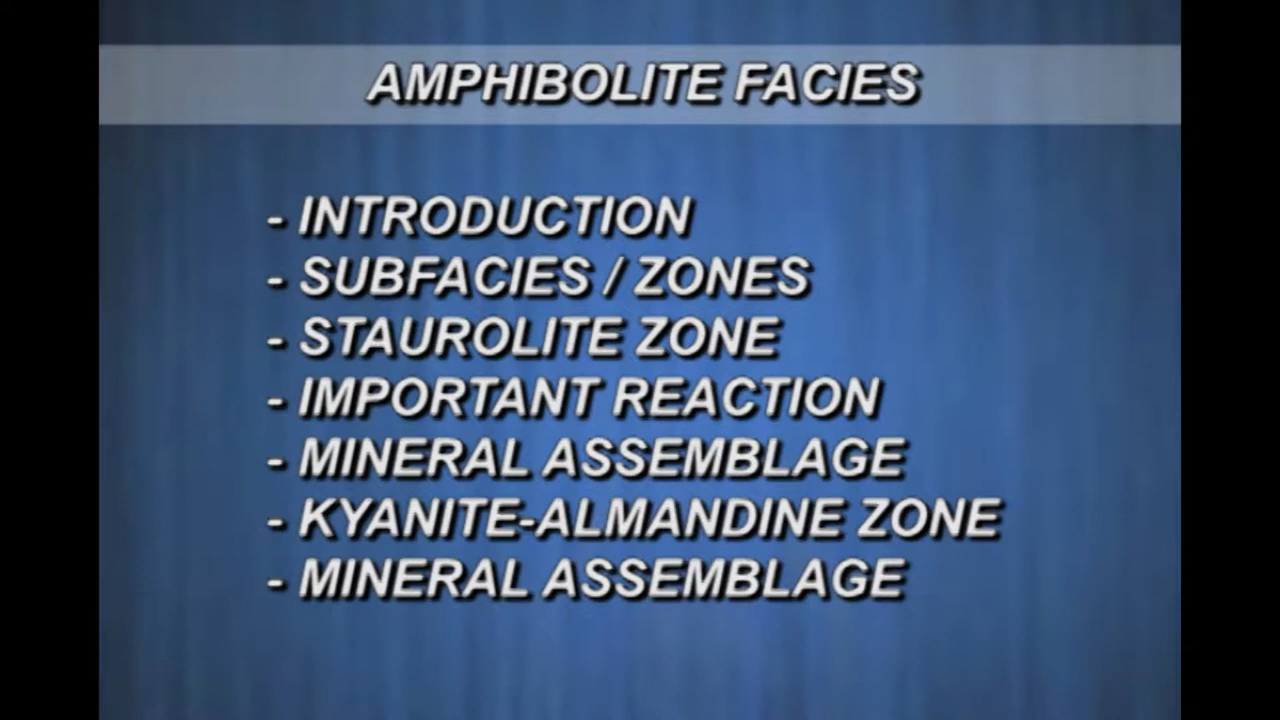 AMPHIBOLITE FACIES
- INTRODUCTION
- SUBFACIES / ZONES
- STAUROLITE ZONE
- IMPORTANT REACTION
- MINERAL ASSEMBLAGE
- KYANITE-ALMANDINE ZONE
- MINERAL ASSEMBLAGE